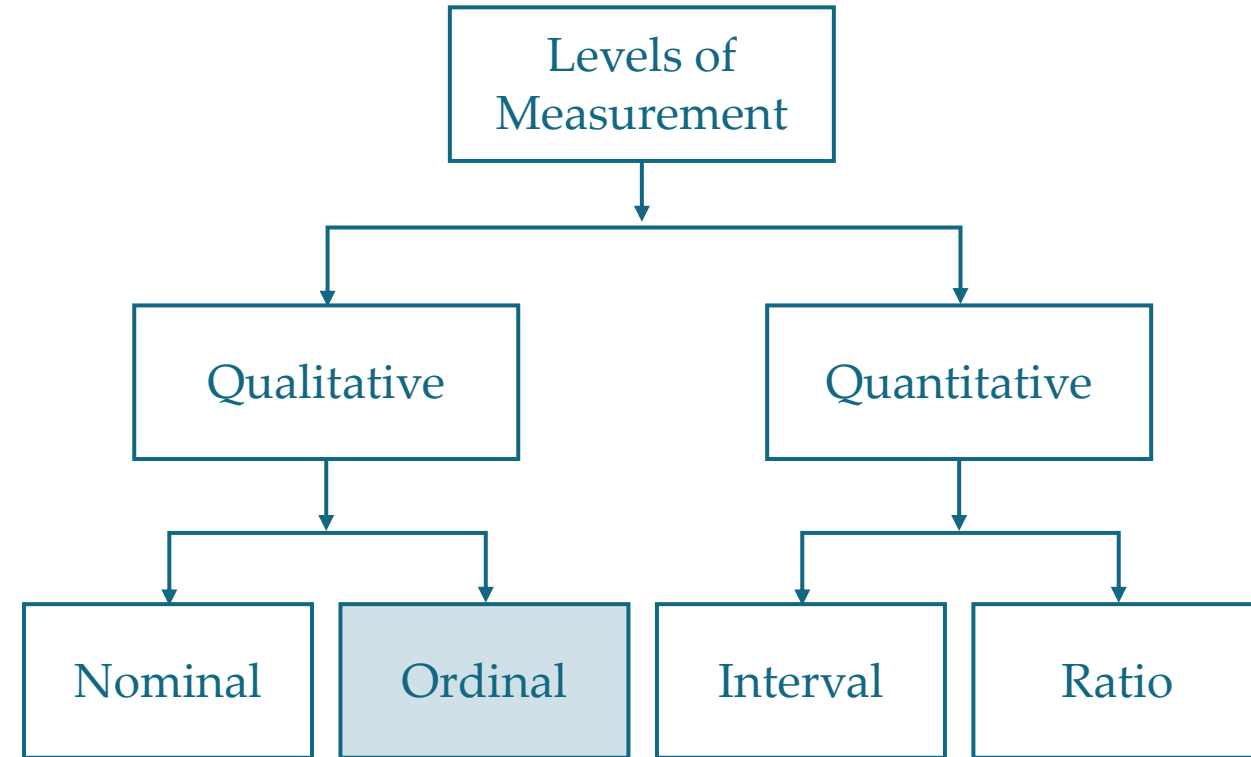 Levels of
Measurement
Qualitative
Quantitative
Nominal
Ordinal
Interval
Ratio